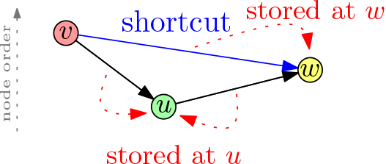 stored at w
shortcut
v
w
node order
u
stored at u